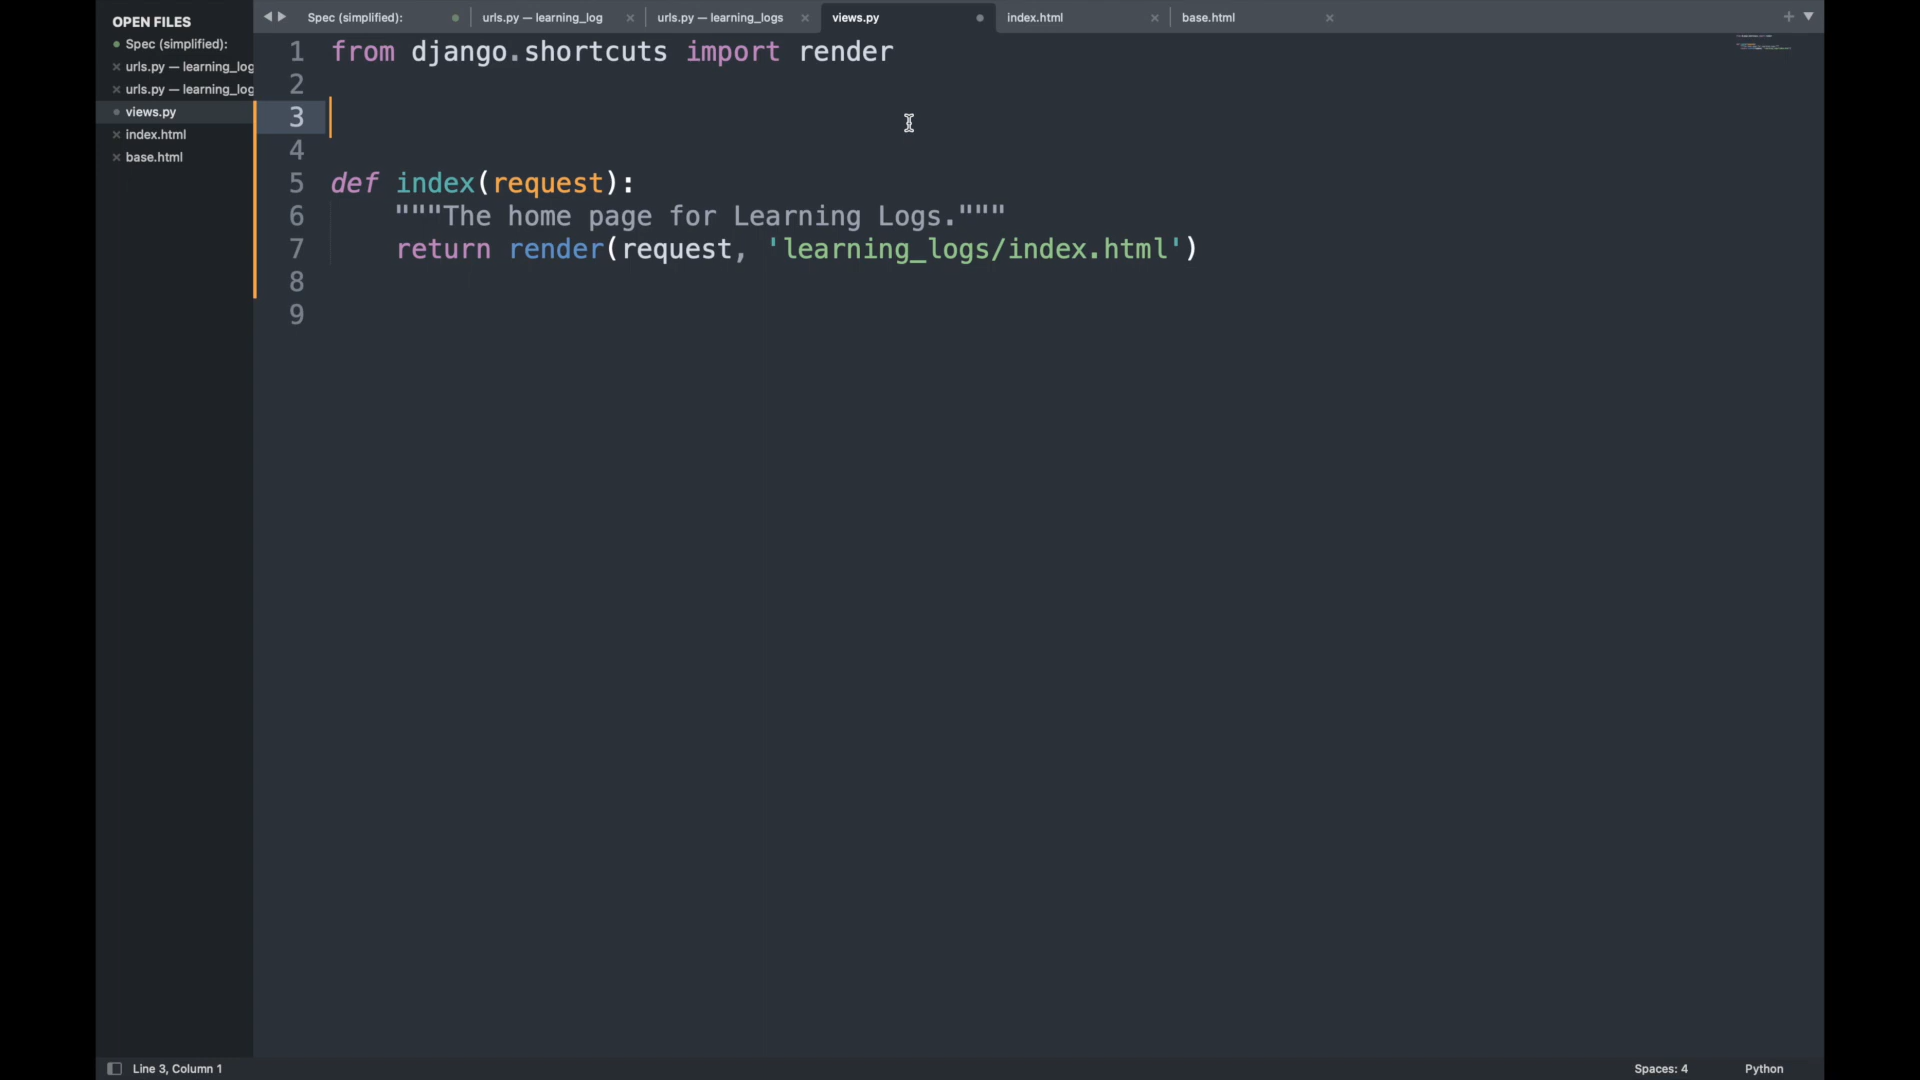 OPEN FILES
Spec (simplified):
urls.py — learning_log
urls.py — learning_log
views.py
index.html
base.html
Spec (simplified):
urls.py — learning_log
urls.py — learning_logs
views.py
index.html
base.html
1 from django.shortcuts import render
2
3
4
5 def index(request):
6 """The home page for Learning Logs."""
7 return render(request, 'learning_logs/index.html')
8
9
Line 3, Column 1
Spaces: 4
Python